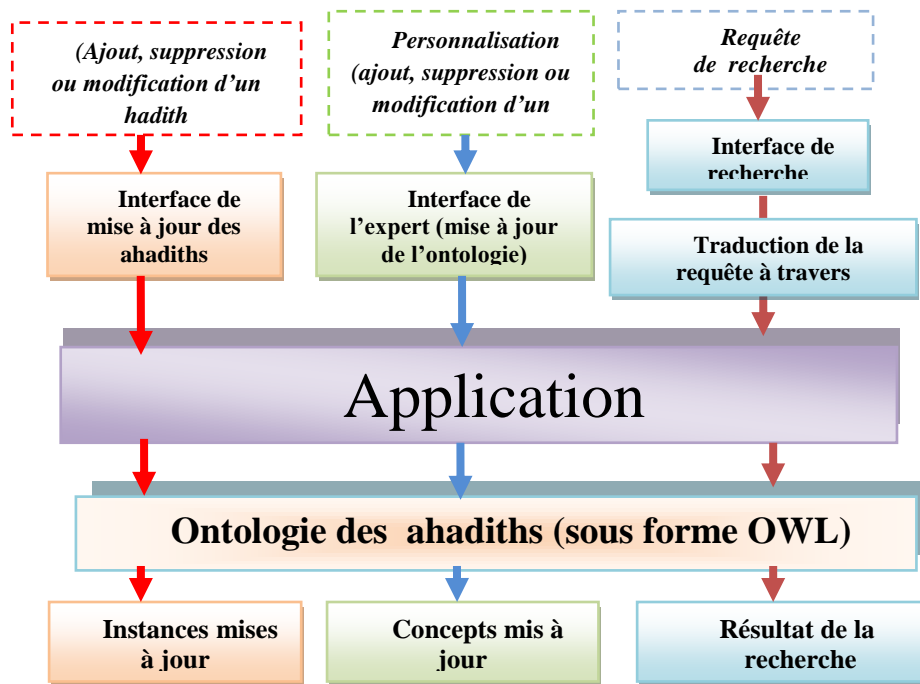 (Ajout, suppression
ou modification d'un
hadith
Personnalisation
(ajout, suppression ou
modification d'un
Requête
de recherche
Interface de
mise à jour des
ahadiths
Interface de
l'expert (mise à jour
de l'ontologie)
Interface de
recherche
Traduction de la
requête à travers
Application
Ontologie des ahadiths (sous forme OWL)
Instances mises
à jour
Concepts mis à
jour
Résultat de la
recherche